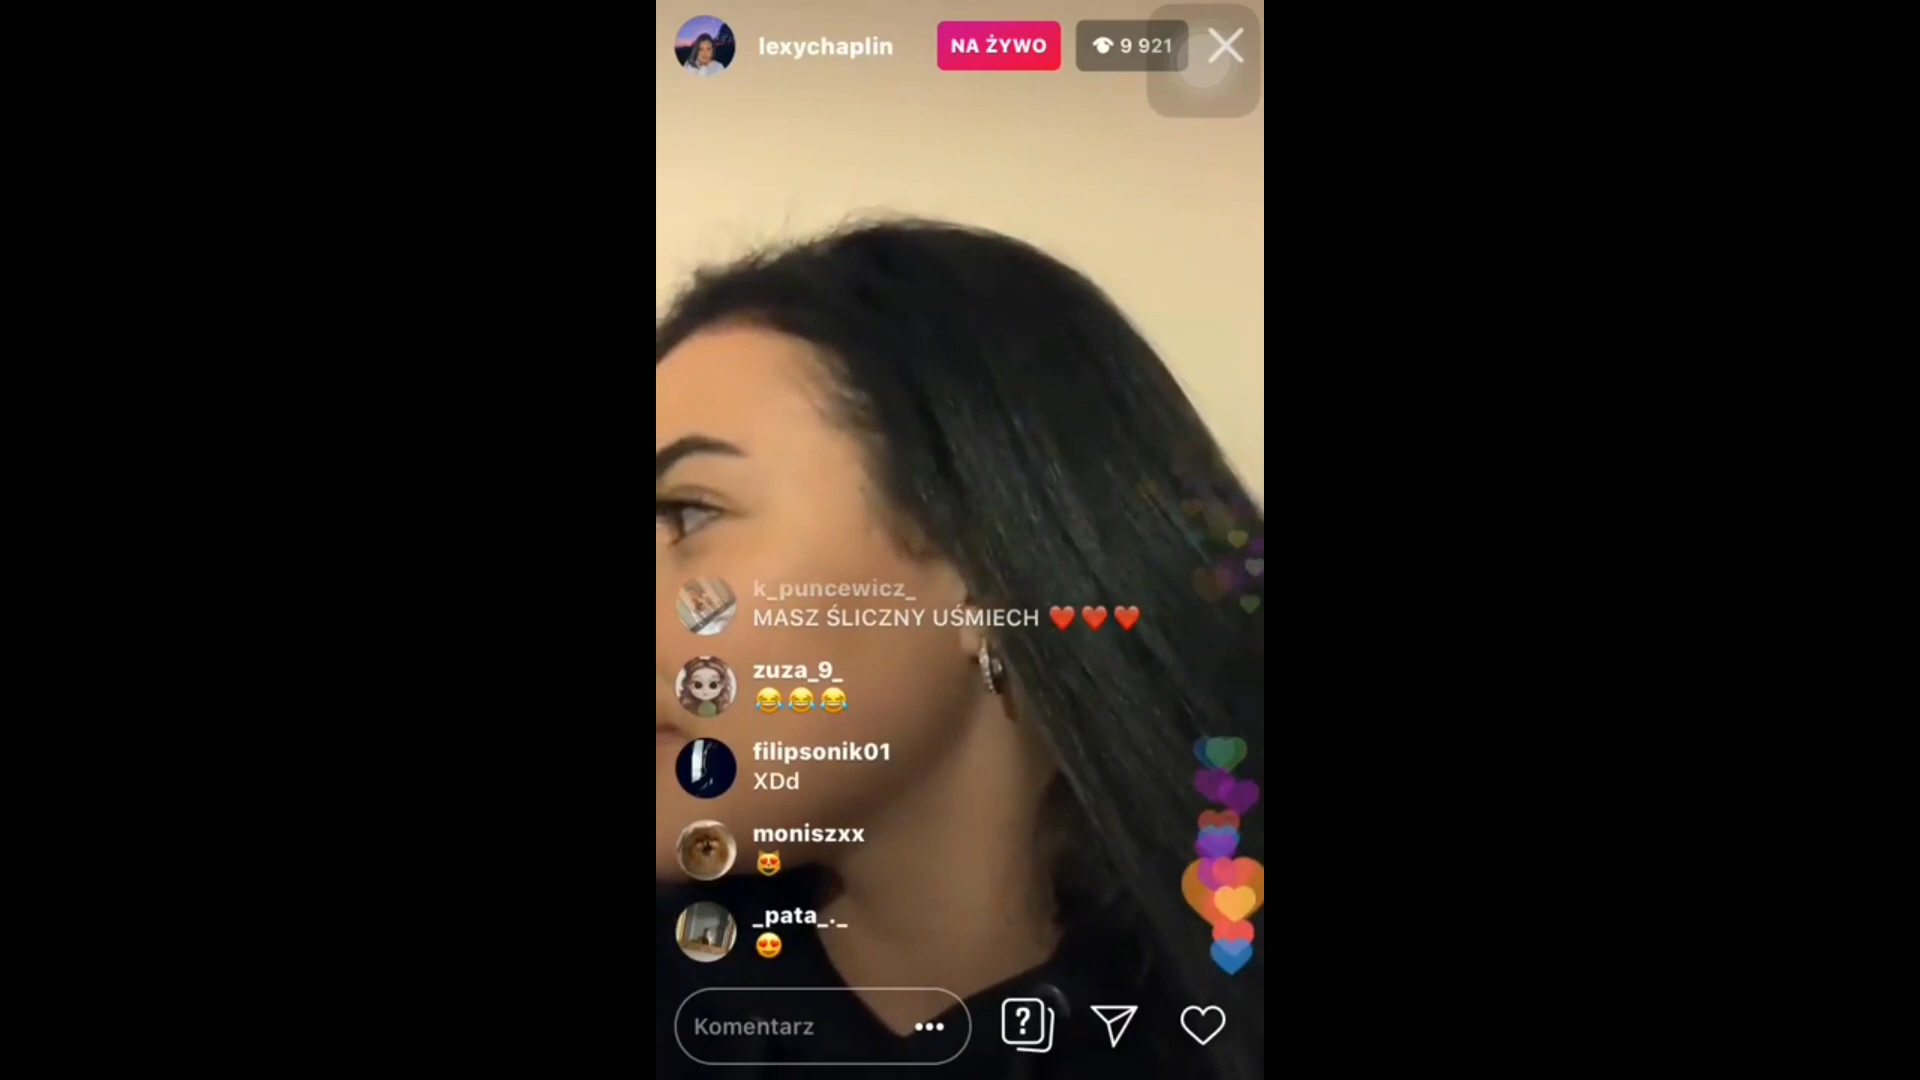 lexychaplin
NA ŻYWO
9 921
k_puncewicz_
MASZ ŚLICZNY UŚMIECH ❤️❤️❤️
zuza_9_
😂😂😂
filipsonik01
XDd
moniszxx
😻
_pata_._
😍
Komentarz